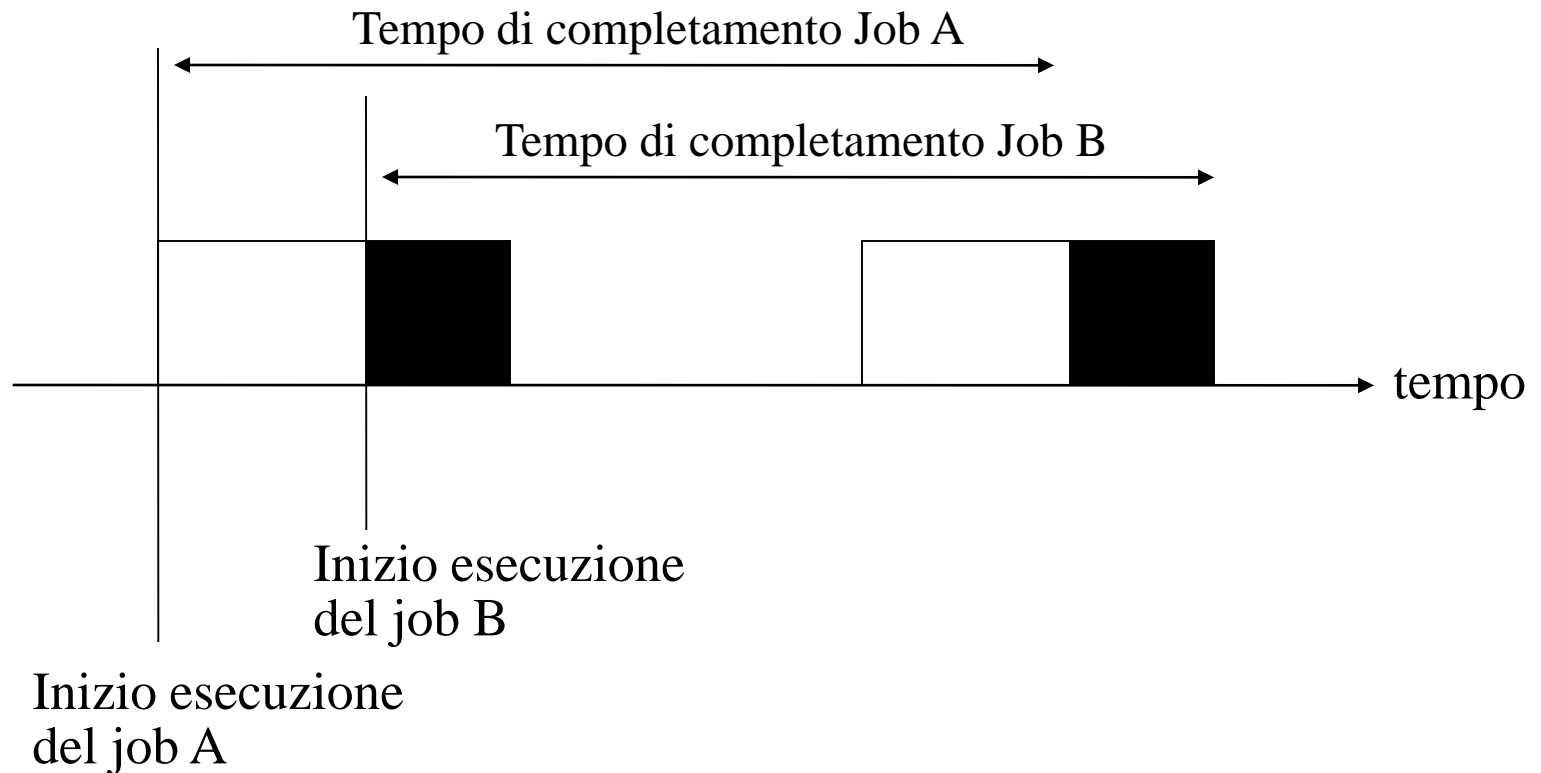 Tempo di completamento Job A
Tempo di completamento Job B
tempo
Inizio esecuzione
del job B
Inizio esecuzione
del job A